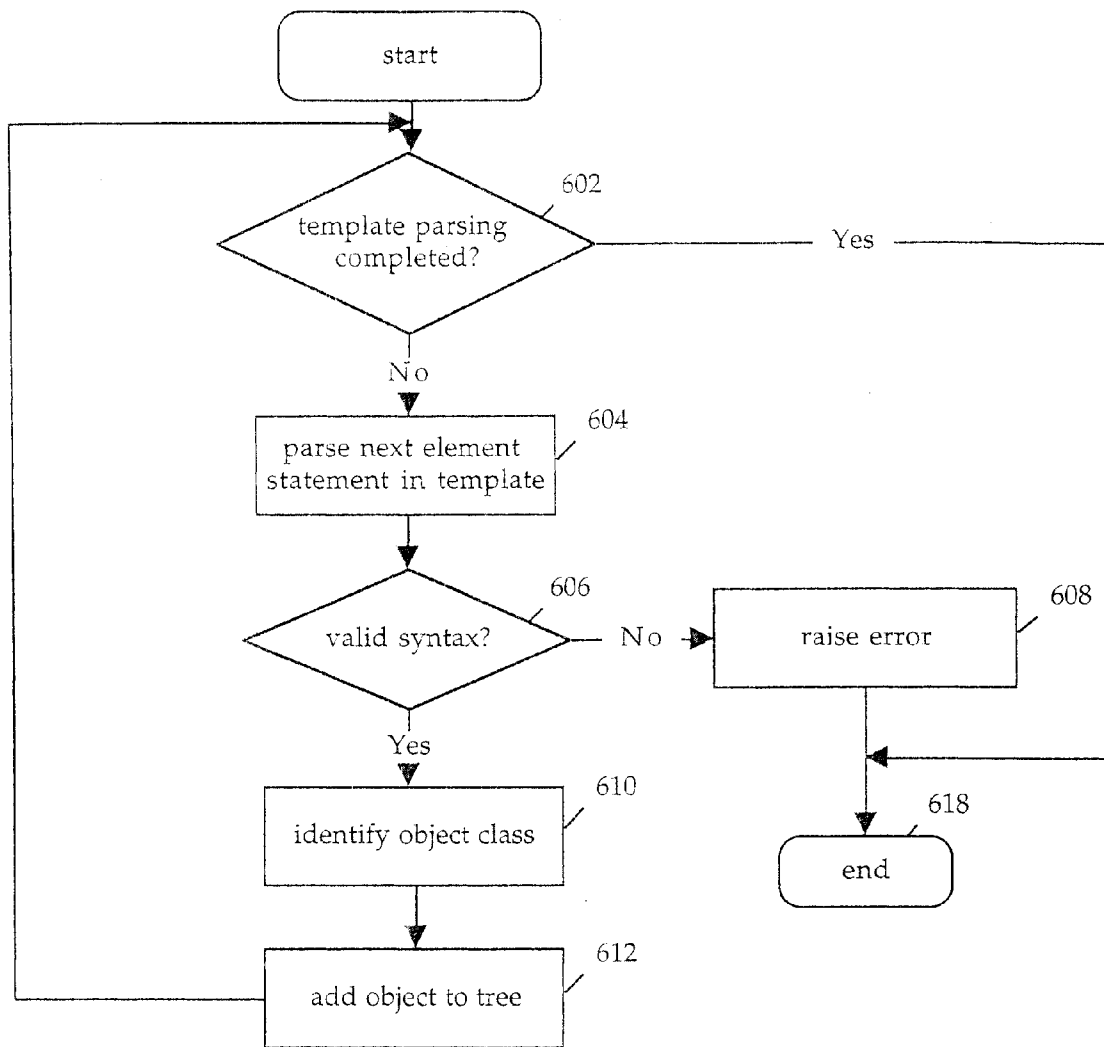 start
602
template parsing
completed?
Yes
No
604
parse next element
statement in template
606
valid syntax?
No
608
raise error
Yes
610
identify object class
618
end
612
add object to tree